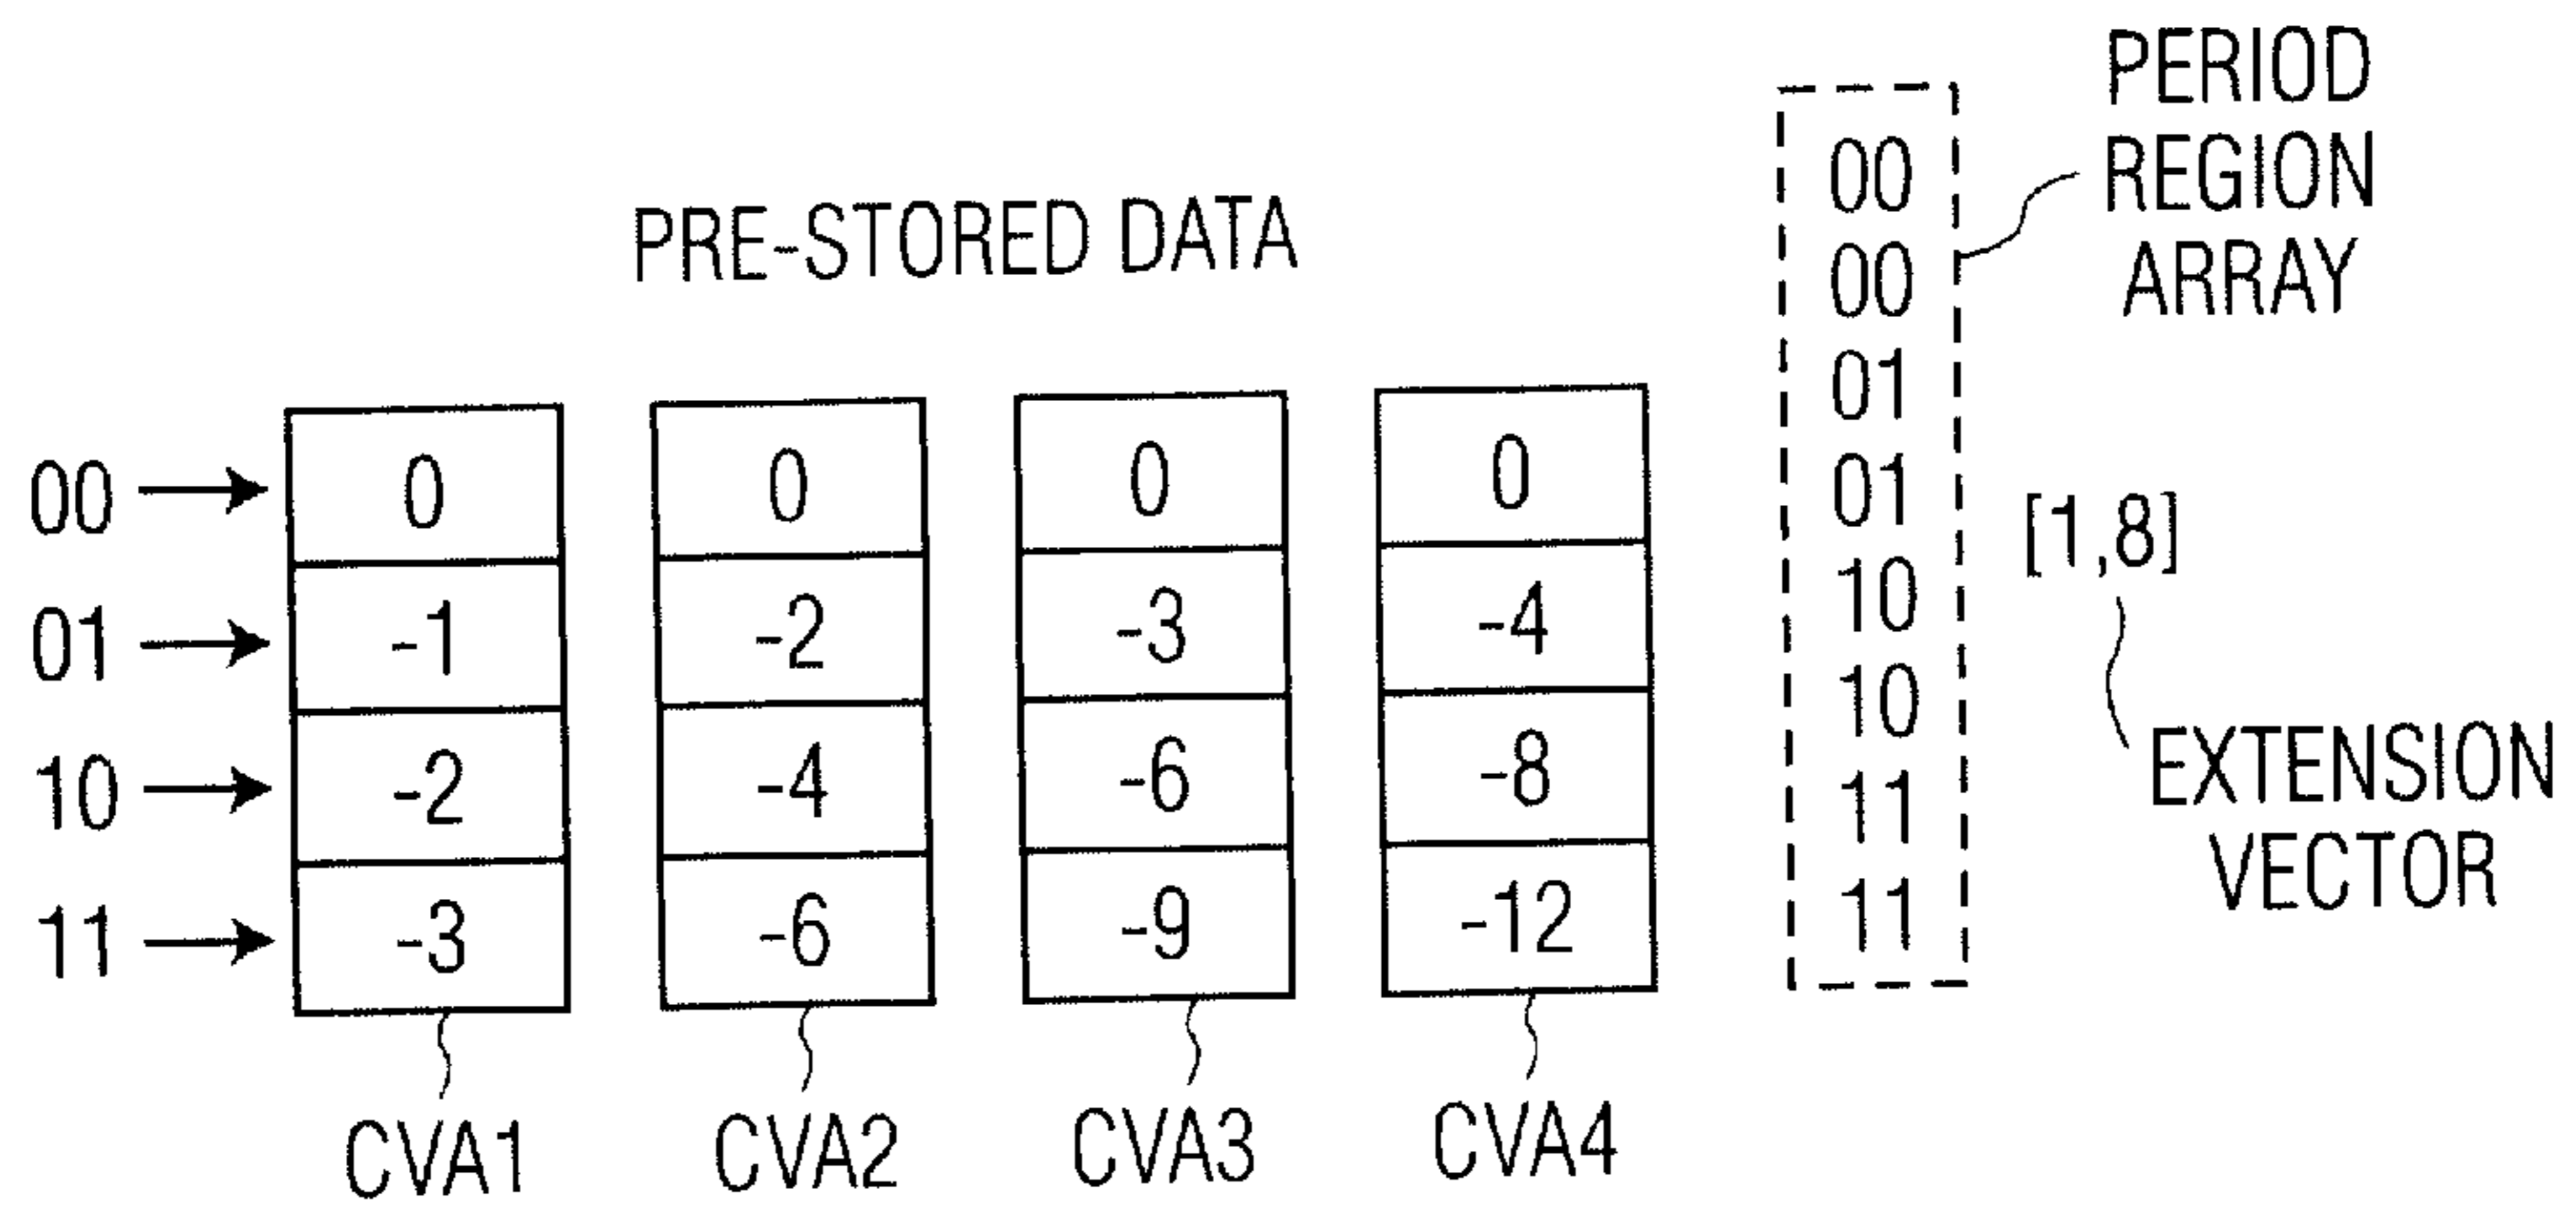 PRE-STORED DATA
00 0 0 0 0
01 -1 -2 -3 -4
10 -2 -4 -6 -8
11 -3 -6 -9 -12
CVA1 CVA2 CVA3 CVA4
00
00
01
01
10
10
11
11
PERIOD
REGION
ARRAY
[1,8]
EXTENSION
VECTOR